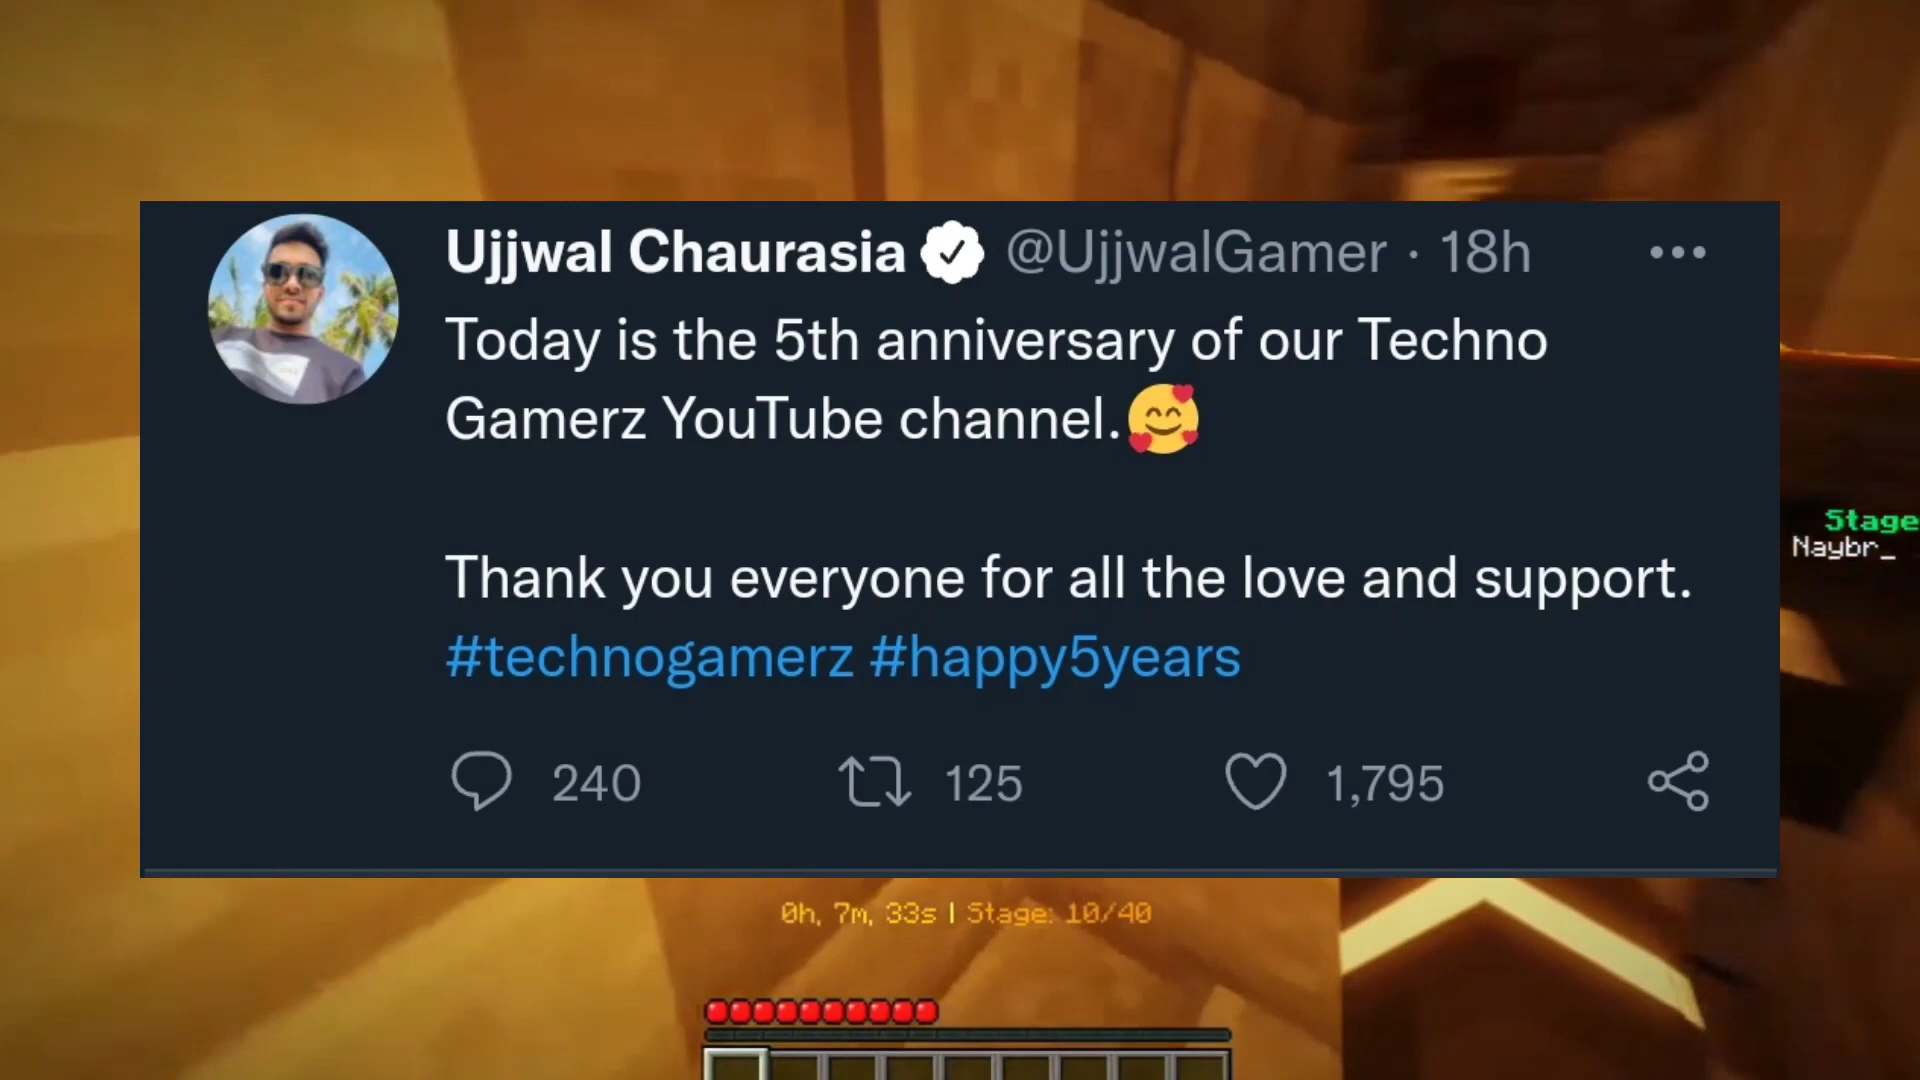 Ujjwal Chaurasia @UjjwalGamer · 18h
Today is the 5th anniversary of our Techno
Gamerz YouTube channel.🥰
Thank you everyone for all the love and support.
#technogamerz #happy5years
240 125 1,795
Stage
Naybr_
0h, 7m, 33s | Stage: 10/40